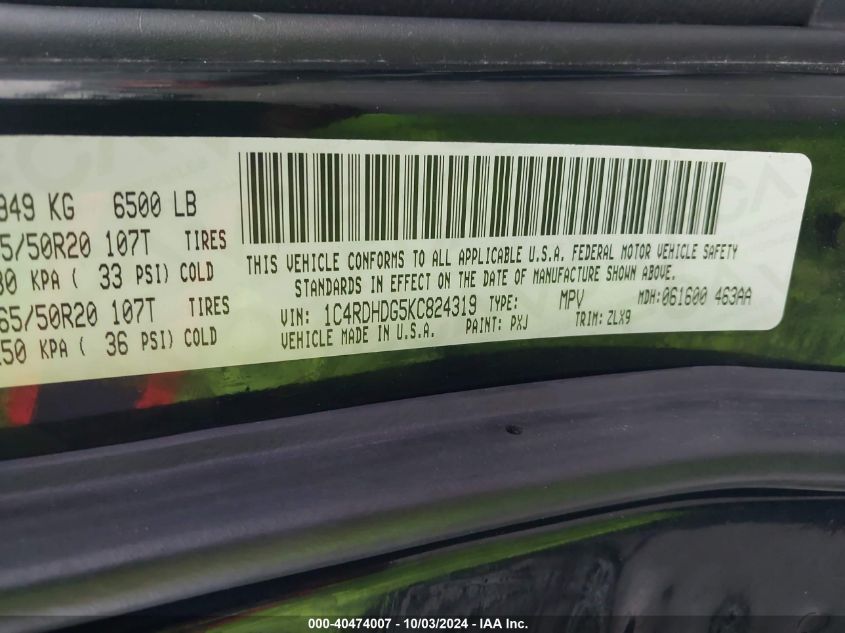 949 KG 6500 LB
5/50R20 107T TIRES
30 KPA ( 33 PSI) COLD
65/50R20 107T TIRES
250 KPA ( 36 PSI) COLD
THIS VEHICLE CONFORMS TO ALL APPLICABLE U.S.A. FEDERAL MOTOR VEHICLE SAFETY
STANDARDS IN EFFECT ON THE DATE OF MANUFACTURE SHOWN ABOVE.
VIN: 1C4RDHDG5KC824319 TYPE: MPV MDH:061600 463AA
VEHICLE MADE IN U.S.A. PAINT: PXJ TRIM: ZLX9
000-40474007 - 10/03/2024 - IAA Inc.